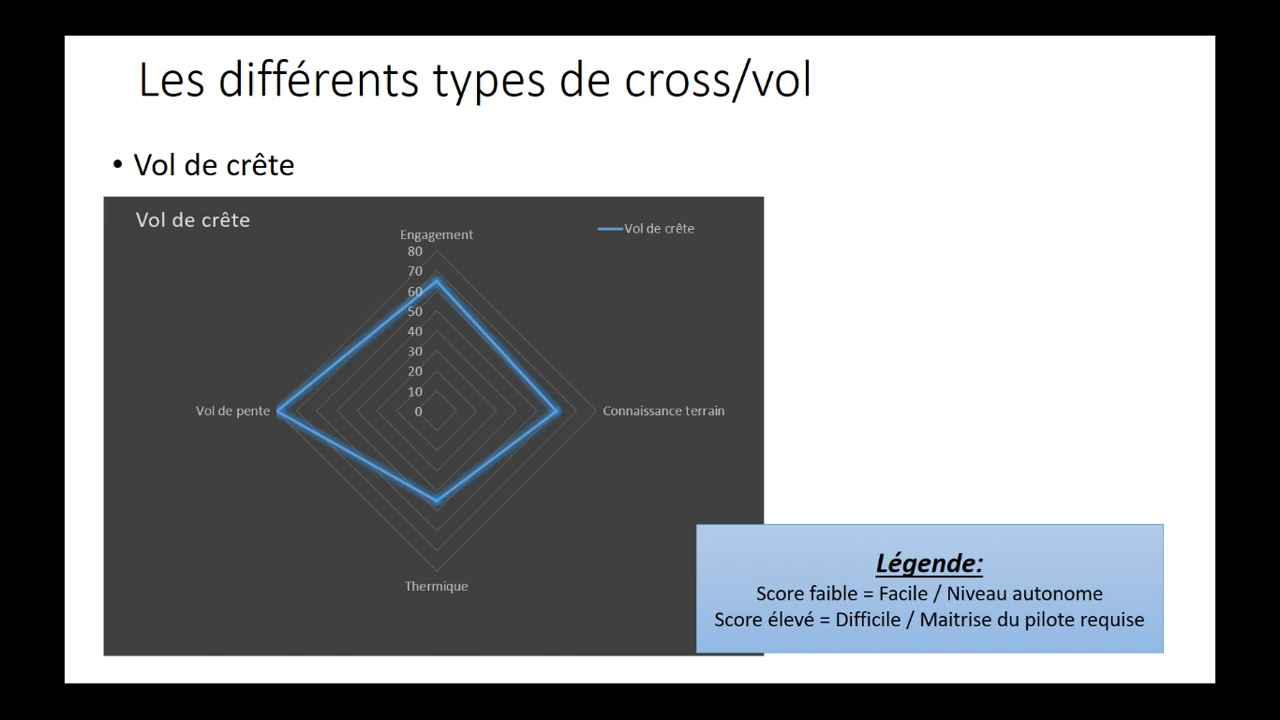 Les différents types de cross/vol
• Vol de crête
Vol de crête
Vol de crête
Engagement
80
70
60
50
40
30
20
10
0
Vol de pente
Connaissance terrain
Thermique
Légende:
Score faible = Facile / Niveau autonome
Score élevé = Difficile / Maitrise du pilote requise